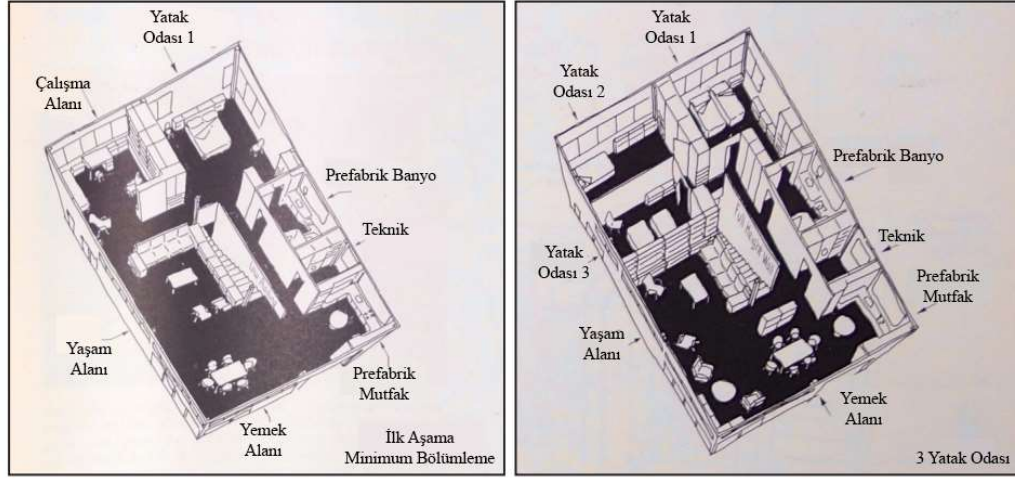 Yatak
Odası 1
Çalışma
Alanı
Prefabrik Banyo
Teknik
Yaşam
Alanı
Prefabrik
Mutfak
Yemek
Alanı
İlk Aşama
Minimum Bölümleme
Yatak
Odası 1
Yatak
Odası 2
Prefabrik Banyo
Teknik
Yatak
Odası 3
Prefabrik
Mutfak
Yaşam
Alanı
Yemek
Alanı
3 Yatak Odası